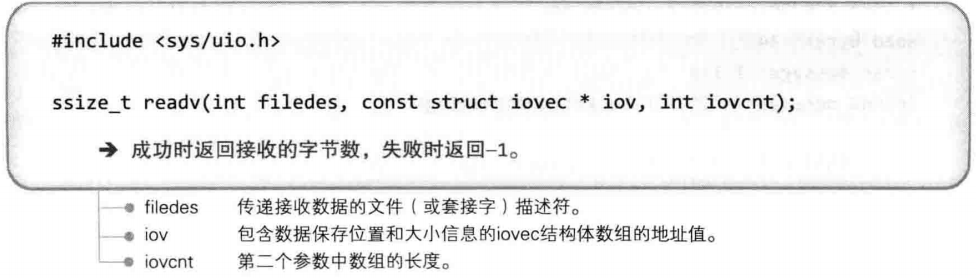 #include <sys/uio.h>
ssize_t readv(int filedes, const struct iovec * iov, int iovcnt);
→ 成功时返回接收的字节数，失败时返回–1。
filedes 传递接收数据的文件（或套接字）描述符。
iov 包含数据保存位置和大小信息的iovec结构体数组的地址值。
iovcnt 第二个参数中数组的长度。